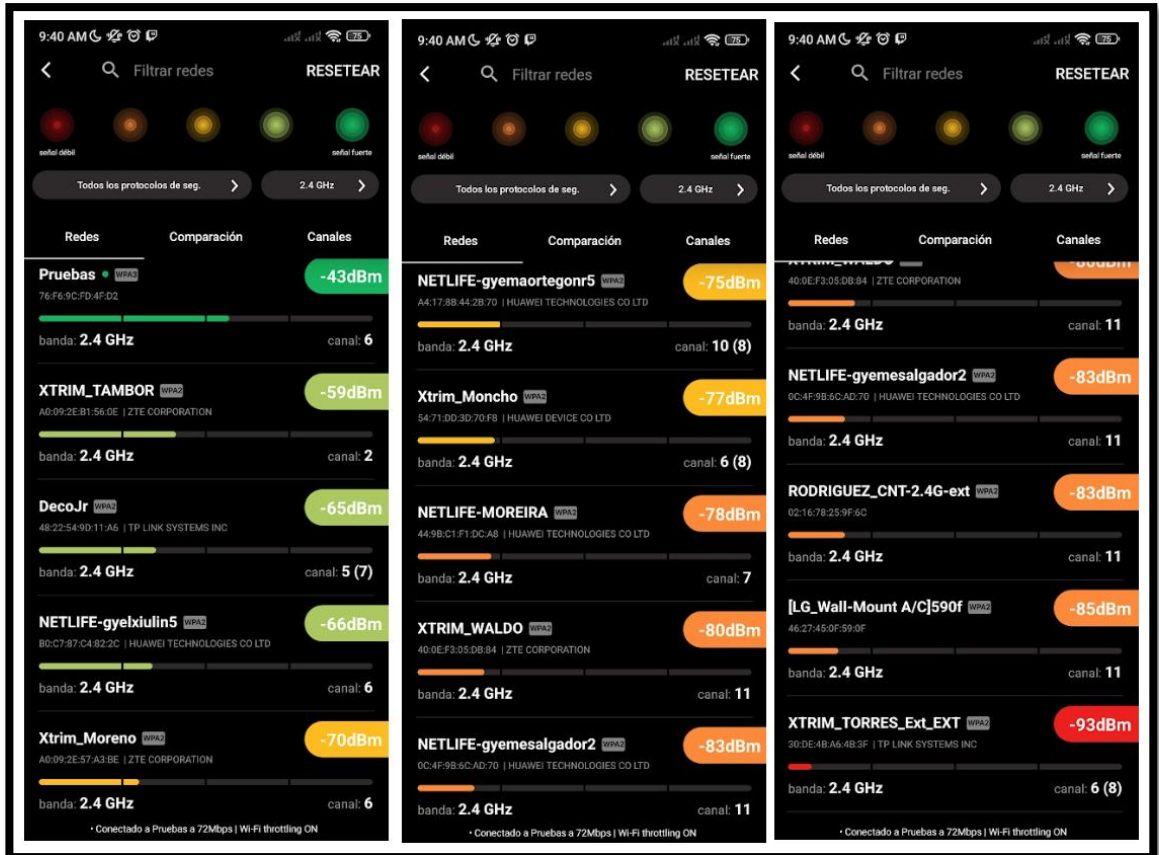 9:40 AM
75
Filtrar redes
RESETEAR
señal débil
señal fuerte
Todos los protocolos de seg.
2.4 GHz
Redes
Comparación
Canales
Pruebas WPA3
-43dBm
76:F6:9C:FD:4F:D2
banda: 2.4 GHz
canal: 6
XTRIM_TAMBOR WPA2
-59dBm
A0:09:2E:B1:56:0E | ZTE CORPORATION
banda: 2.4 GHz
canal: 2
DecoJr WPA2
-65dBm
48:22:54:9D:11:A6 | TP LINK SYSTEMS INC
banda: 2.4 GHz
canal: 5 (7)
NETLIFE-gyelxiulin5 WPA2
-66dBm
B0:C7:87:C4:82:2C | HUAWEI TECHNOLOGIES CO LTD
banda: 2.4 GHz
canal: 6
Xtrim_Moreno WPA2
-70dBm
A0:09:2E:57:A3:BE | ZTE CORPORATION
banda: 2.4 GHz
canal: 6
• Conectado a Pruebas a 72Mbps | Wi-Fi throttling ON
9:40 AM
75
Filtrar redes
RESETEAR
señal débil
señal fuerte
Todos los protocolos de seg.
2.4 GHz
Redes
Comparación
Canales
NETLIFE-gyemaortegonr5 WPA2
-75dBm
A4:17:8B:44:2B:70 | HUAWEI TECHNOLOGIES CO LTD
banda: 2.4 GHz
canal: 10 (8)
Xtrim_Moncho WPA2
-77dBm
54:71:DD:3D:70:F8 | HUAWEI DEVICE CO LTD
banda: 2.4 GHz
canal: 6 (8)
NETLIFE-MOREIRA WPA2
-78dBm
44:9B:C1:F1:DC:A8 | HUAWEI TECHNOLOGIES CO LTD
banda: 2.4 GHz
canal: 7
XTRIM_WALDO WPA2
-80dBm
40:0E:F3:05:DB:84 | ZTE CORPORATION
banda: 2.4 GHz
canal: 11
NETLIFE-gyemesalgador2 WPA2
-83dBm
0C:4F:9B:6C:AD:70 | HUAWEI TECHNOLOGIES CO LTD
banda: 2.4 GHz
canal: 11
• Conectado a Pruebas a 72Mbps | Wi-Fi throttling ON
9:40 AM
75
Filtrar redes
RESETEAR
señal débil
señal fuerte
Todos los protocolos de seg.
2.4 GHz
Redes
Comparación
Canales
XTRIM_WALDO
-80dBm
40:0E:F3:05:DB:84 | ZTE CORPORATION
banda: 2.4 GHz
canal: 11
NETLIFE-gyemesalgador2 WPA2
-83dBm
0C:4F:9B:6C:AD:70 | HUAWEI TECHNOLOGIES CO LTD
banda: 2.4 GHz
canal: 11
RODRIGUEZ_CNT-2.4G-ext WPA2
-83dBm
02:16:78:25:9F:6C
banda: 2.4 GHz
canal: 11
[LG_Wall-Mount A/C]590f WPA2
-85dBm
46:27:45:0F:59:0F
banda: 2.4 GHz
canal: 11
XTRIM_TORRES_Ext_EXT WPA2
-93dBm
30:DE:4B:A6:4B:3F | TP LINK SYSTEMS INC
banda: 2.4 GHz
canal: 6 (8)
• Conectado a Pruebas a 72Mbps | Wi-Fi throttling ON